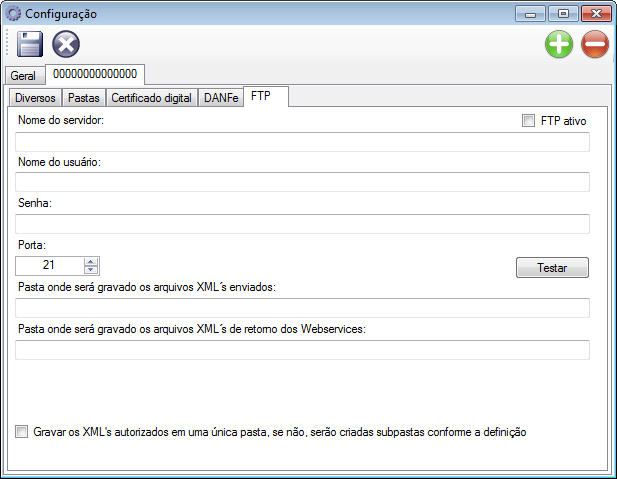 Configuração
Geral
00000000000000
Diversos
Pastas
Certificado digital
DANFe
FTP
Nome do servidor:
FTP ativo
Nome do usuário:
Senha:
Porta:
21
Testar
Pasta onde será gravado os arquivos XML´s enviados:
Pasta onde será gravado os arquivos XML´s de retorno dos Webservices:
Gravar os XML's autorizados em uma única pasta, se não, serão criadas subpastas conforme a definição